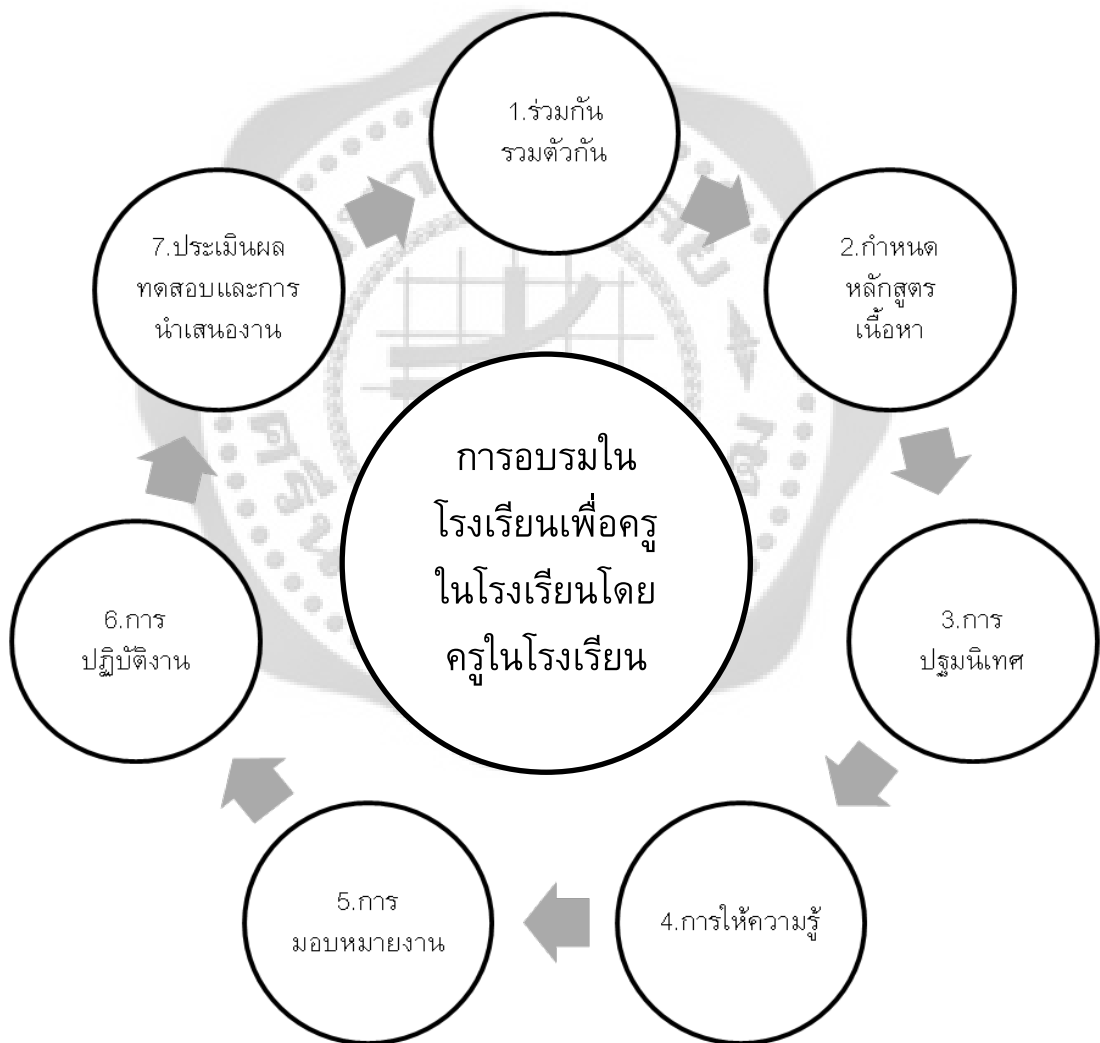 1.ร่วมกัน
รวมตัวกัน
2.กำหนด
หลักสูตร
เนื้อหา
3.การ
ปฐมนิเทศ
4.การให้ความรู้
5.การ
มอบหมายงาน
6.การ
ปฏิบัติงาน
7.ประเมินผล
ทดสอบและการ
นำเสนองาน
การอบรมใน
โรงเรียนเพื่อครู
ในโรงเรียนโดย
ครูในโรงเรียน